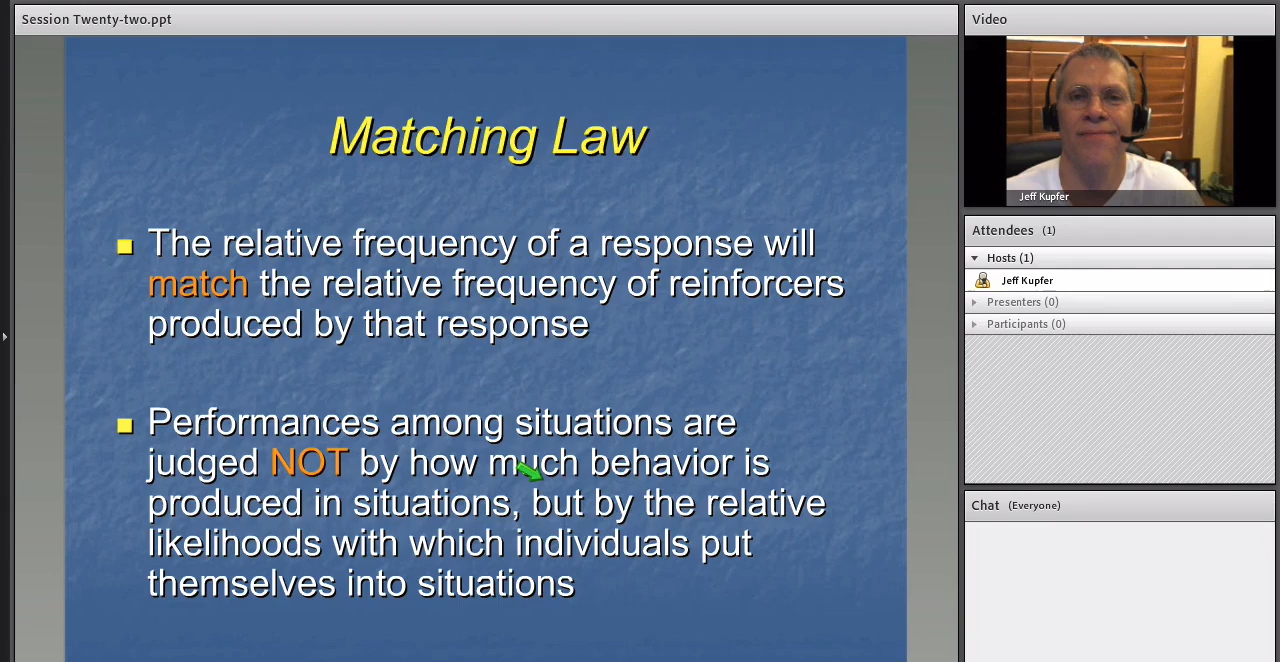 Session Twenty-two.ppt
Matching Law
The relative frequency of a response will
match the relative frequency of reinforcers
produced by that response
Performances among situations are
judged NOT by how much behavior is
produced in situations, but by the relative
likelihoods with which individuals put
themselves into situations
Video
Jeff Kupfer
Attendees (1)
Hosts (1)
Jeff Kupfer
Presenters (0)
Participants (0)
Chat (Everyone)